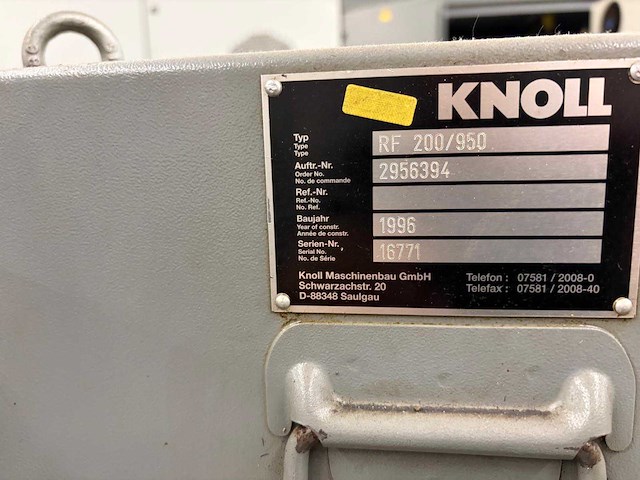 KNOLL
Typ
Type
Type
RF 200/950
Auftr.-Nr.
Order No.
No. de commande
2956394
Ref.-Nr.
Ref.-No.
No. Ref.
Baujahr
Year of constr.
Année de constr.
1996
Serien-Nr.
Serial No.
No. de Série
16771
Knoll Maschinenbau GmbH
Schwarzachstr. 20
D-88348 Saulgau
Telefon : 07581 / 2008-0
Telefax : 07581 / 2008-40